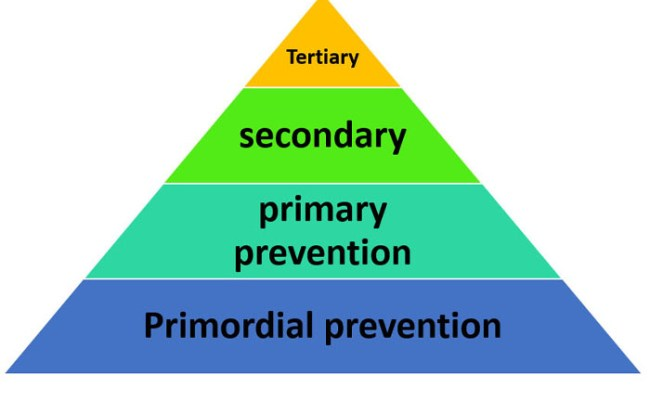 Tertiary
secondary
primary
prevention
Primordial prevention